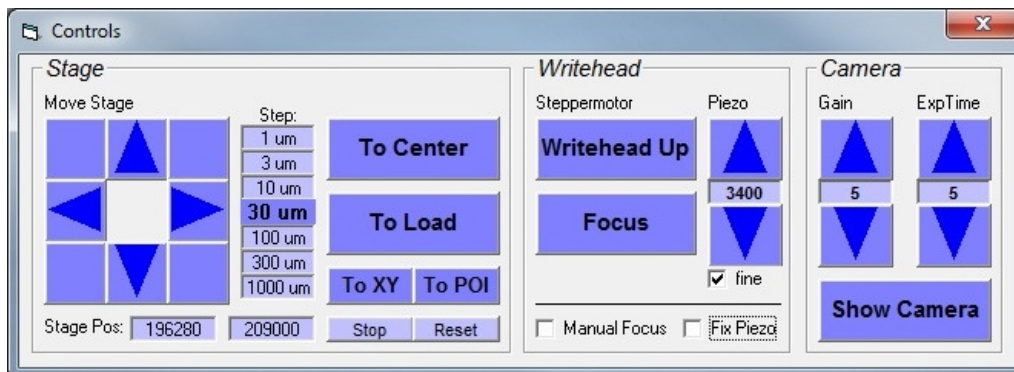 Controls
Stage
Move Stage
Step:
1 um
3 um
10 um
30 um
100 um
300 um
1000 um
To Center
To Load
To XY To POI
Stage Pos: 196280 209000 Stop Reset
Writehead
Steppermotor Piezo
Writehead Up
3400
Focus
fine
Manual Focus Fix Piezo
Camera
Gain ExpTime
5 5
Show Camera